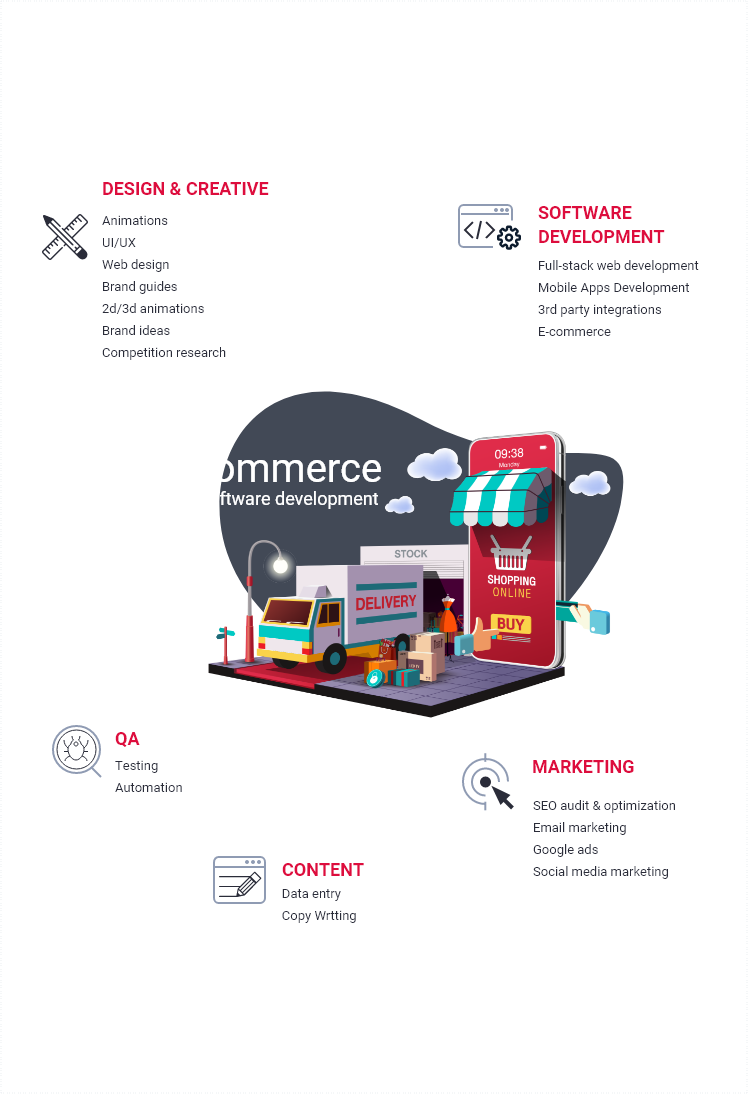 DESIGN & CREATIVE
Animations
UI/UX
Web design
Brand guides
2d/3d animations
Brand ideas
Competition research
SOFTWARE
DEVELOPMENT
Full-stack web development
Mobile Apps Development
3rd party integrations
E-commerce
ommerce
ftware development
09:38
Monday
STOCK
DELIVERY
SHOPPING
ONLINE
BUY
QA
Testing
Automation
MARKETING
SEO audit & optimization
Email marketing
Google ads
Social media marketing
CONTENT
Data entry
Copy Wrtting